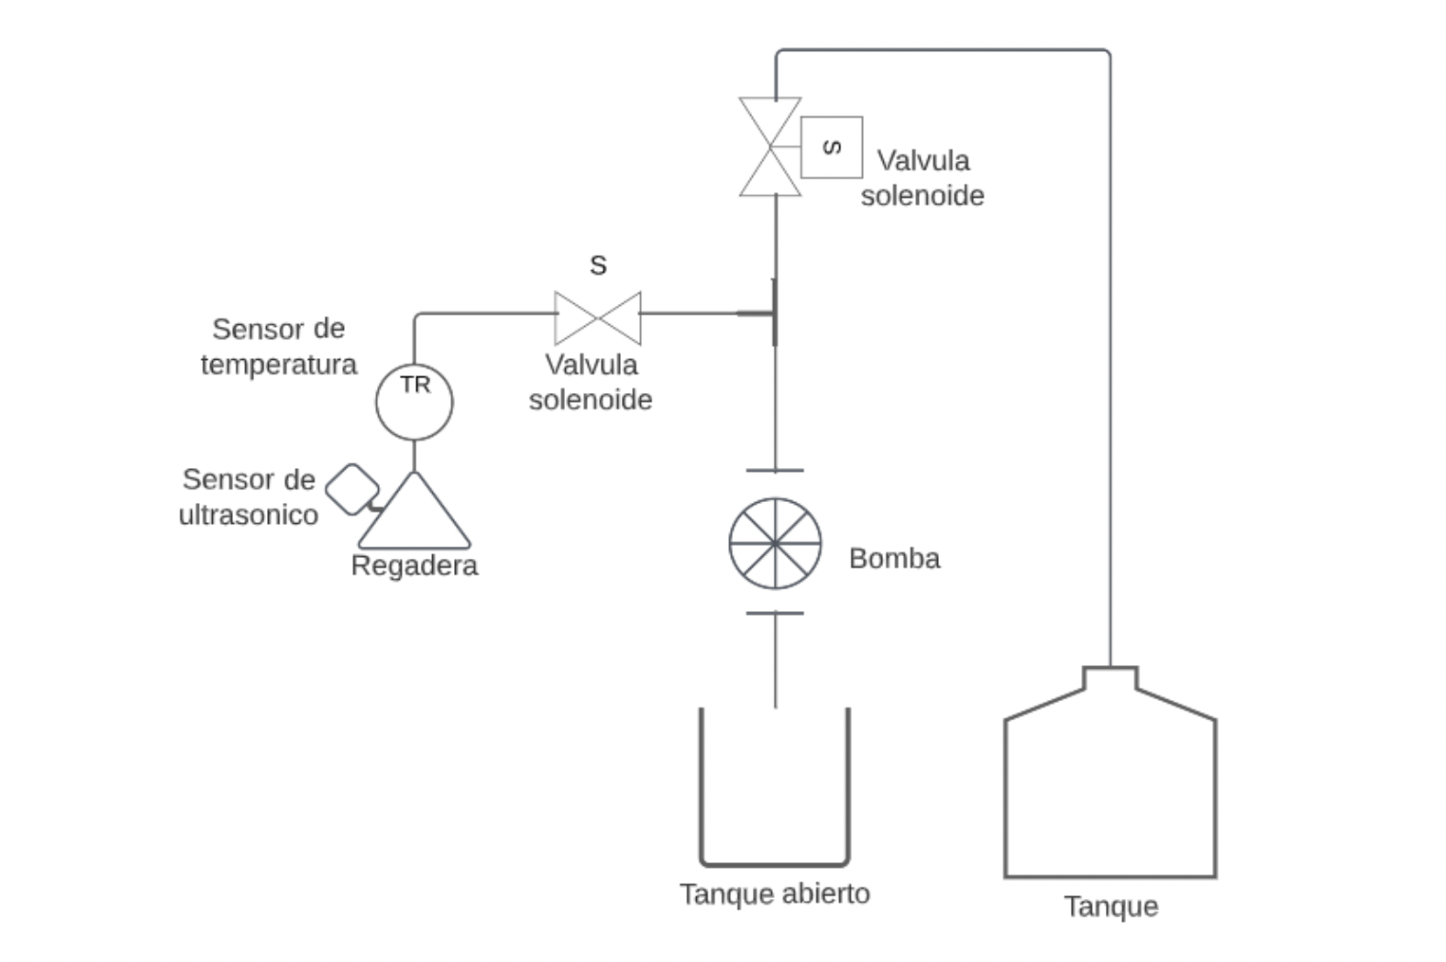 S
Valvula
solenoide
S
Sensor de
temperatura
TR
Valvula
solenoide
Sensor de
ultrasonico
Regadera
Bomba
Tanque abierto
Tanque